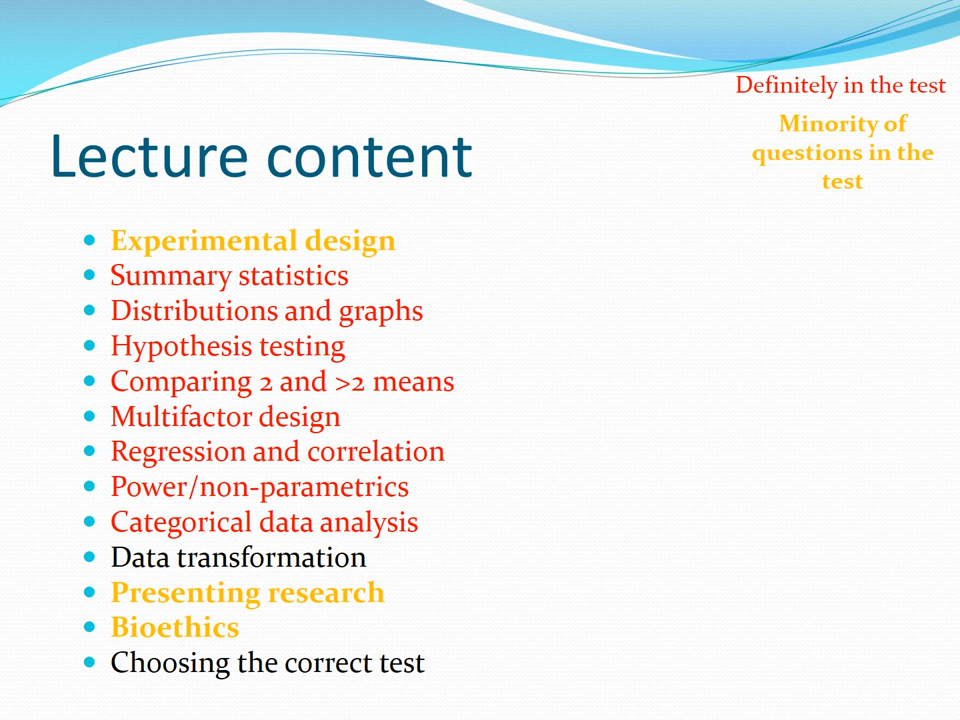 Definitely in the test
Minority of
questions in the
test
Lecture content
• Experimental design
• Summary statistics
• Distributions and graphs
• Hypothesis testing
• Comparing 2 and >2 means
• Multifactor design
• Regression and correlation
• Power/non-parametrics
• Categorical data analysis
• Data transformation
• Presenting research
• Bioethics
• Choosing the correct test